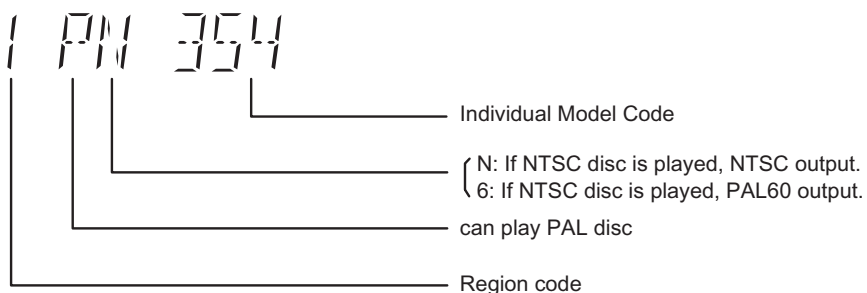 1 PN 354
Individual Model Code
N: If NTSC disc is played, NTSC output.
6: If NTSC disc is played, PAL60 output.
can play PAL disc
Region code